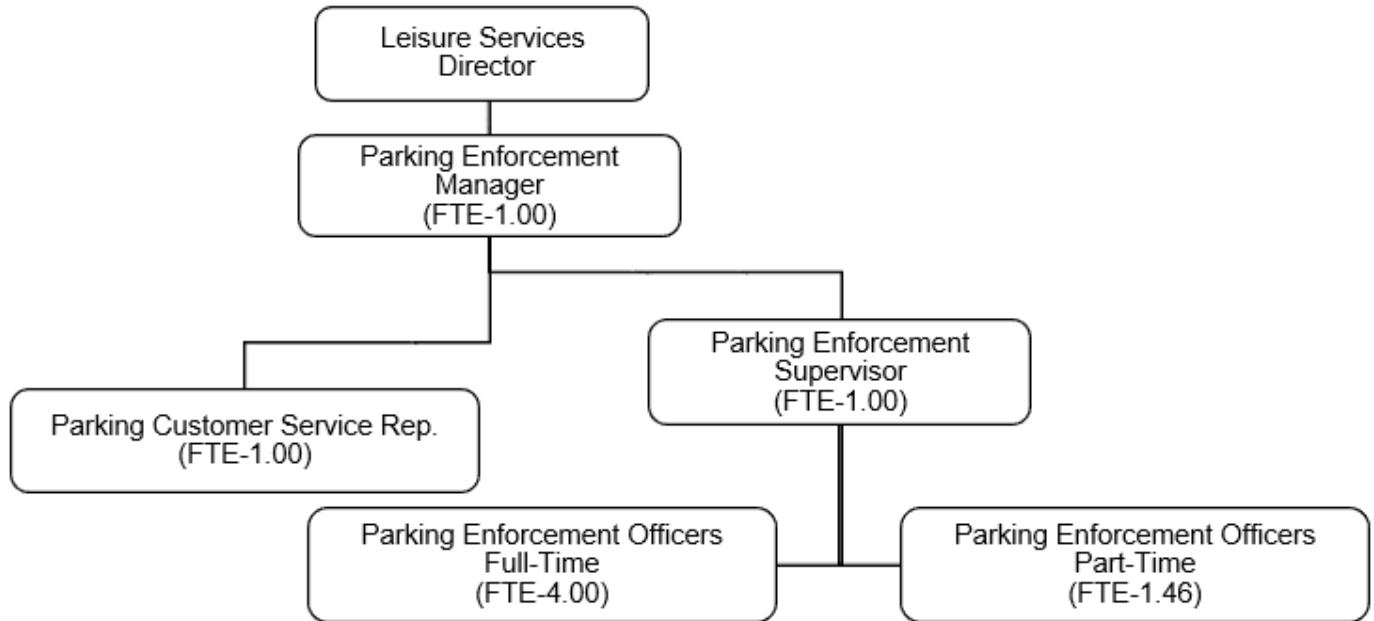 Leisure Services
Director
Parking Enforcement
Manager
(FTE-1.00)
Parking Enforcement
Supervisor
(FTE-1.00)
Parking Customer Service Rep.
(FTE-1.00)
Parking Enforcement Officers
Full-Time
(FTE-4.00)
Parking Enforcement Officers
Part-Time
(FTE-1.46)